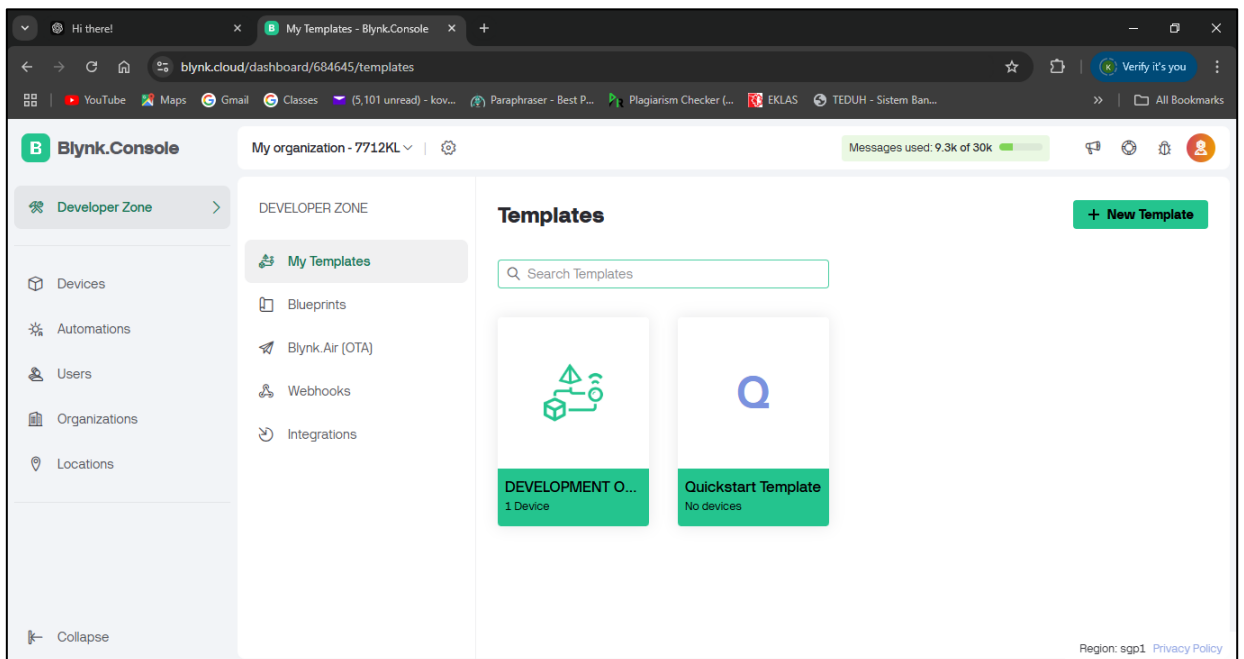 Hi there!
My Templates - Blynk.Console
blynk.cloud/dashboard/684645/templates
Verify it's you
YouTube
Maps
Gmail
Classes
(5,101 unread) - kov...
Paraphraser - Best P...
Plagiarism Checker (...
EKLAS
TEDUH - Sistem Ban...
All Bookmarks
B Blynk.Console
My organization - 7712KL
Messages used: 9.3k of 30k
Developer Zone
Devices
Automations
Users
Organizations
Locations
Collapse
DEVELOPER ZONE
My Templates
Blueprints
Blynk.Air (OTA)
Webhooks
Integrations
Templates
+ New Template
Search Templates
DEVELOPMENT O...
1 Device
Q
Quickstart Template
No devices
Region: sgp1 Privacy Policy